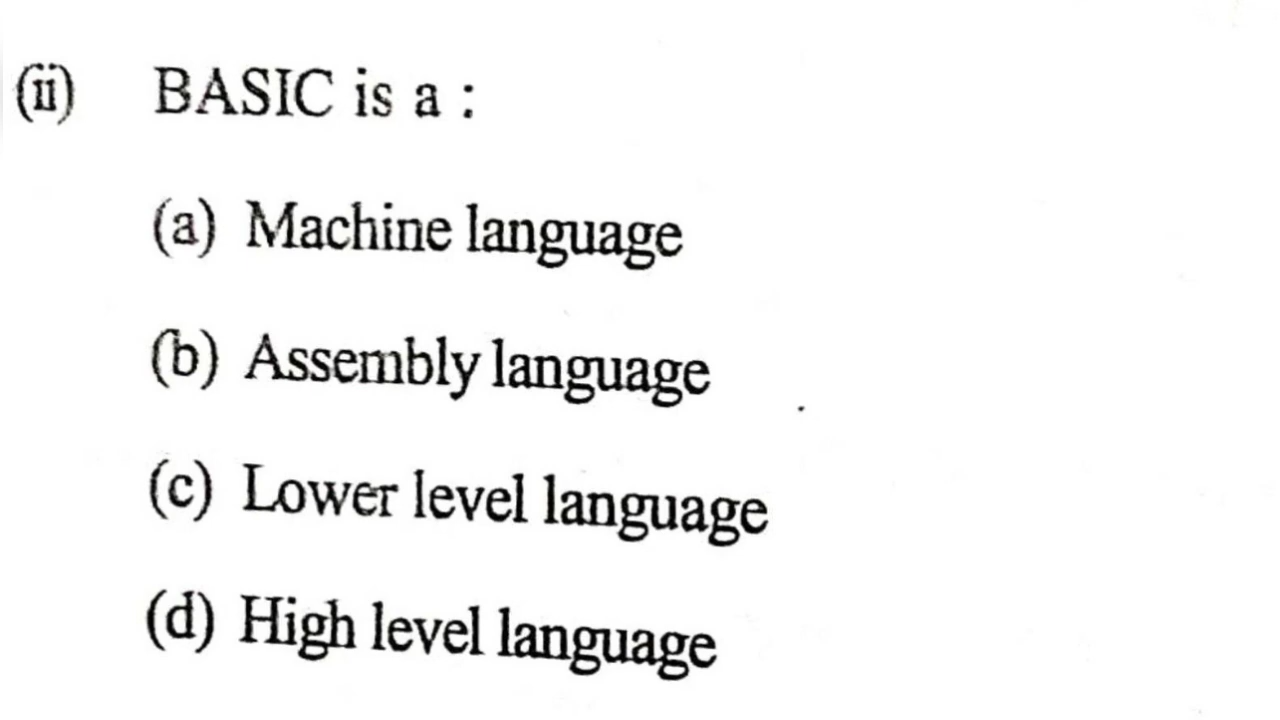 (ii) BASIC is a :
(a) Machine language
(b) Assembly language
(c) Lower level language
(d) High level language